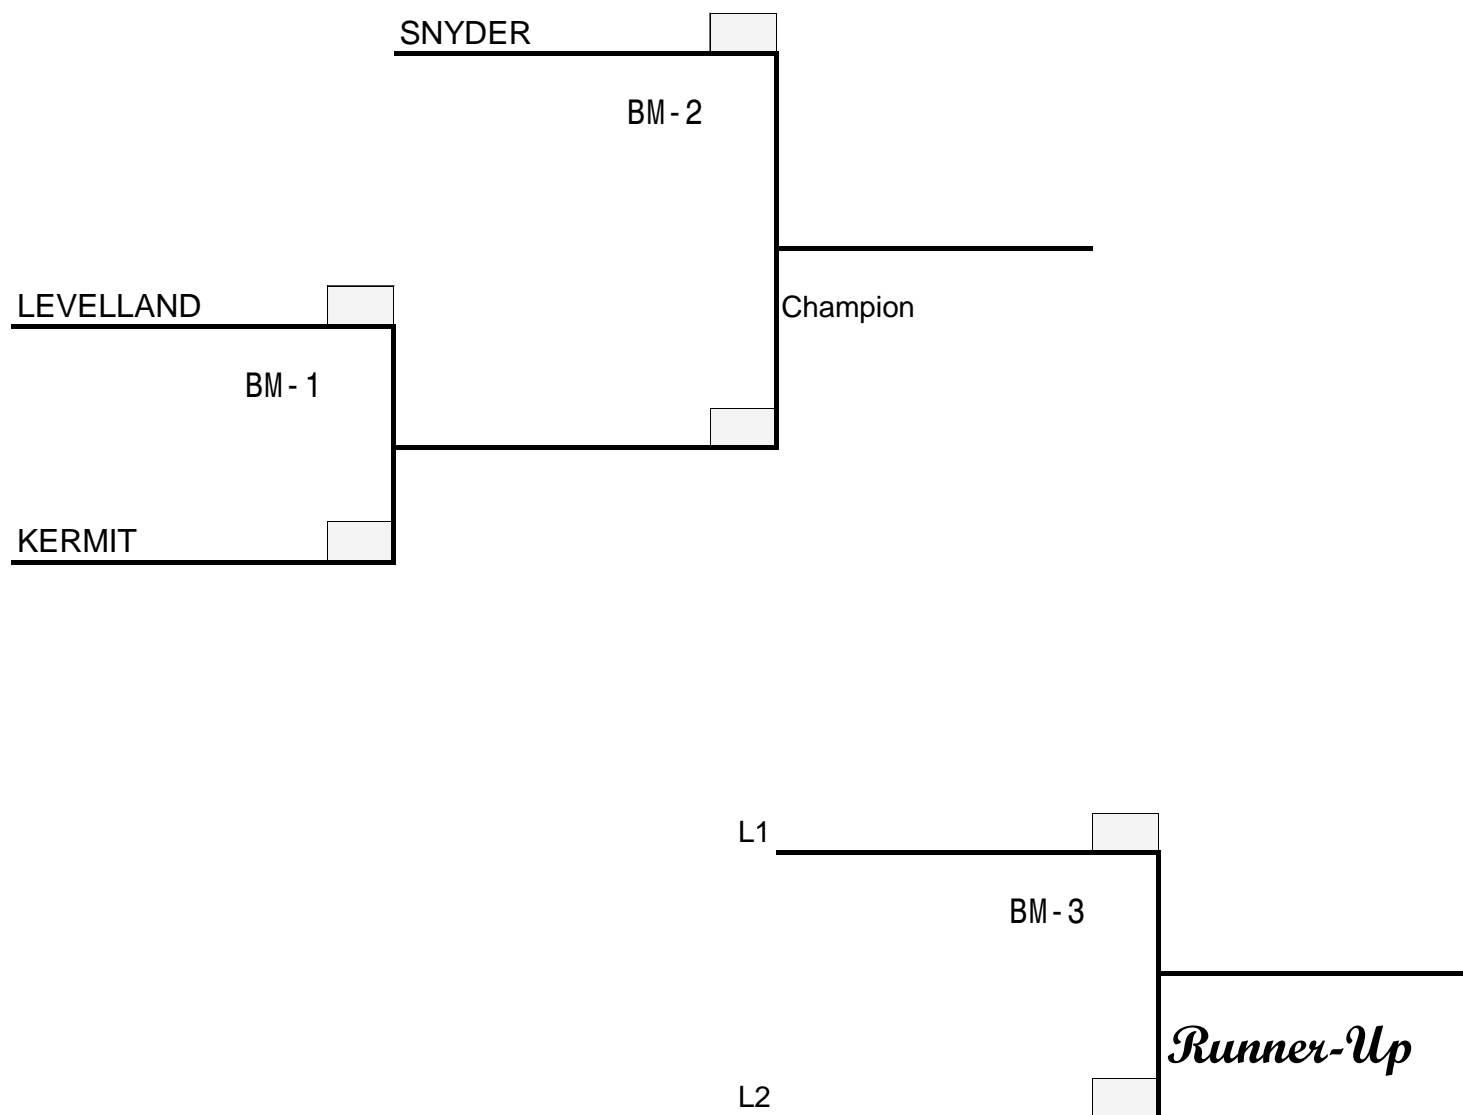 SNYDER
BM-2
LEVELLAND
Champion
BM-1
KERMIT
L1
BM-3
Runner-Up
L2